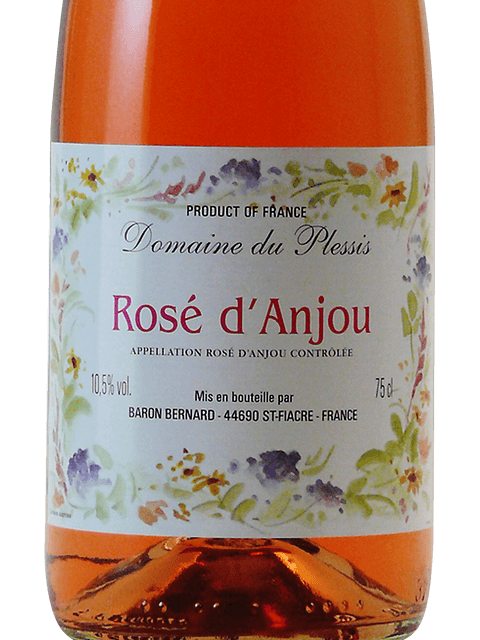 PRODUCT OF FRANCE
Domaine du Plessis
Rosé d'Anjou
APPELLATION ROSÉ D'ANJOU CONTRÔLÉE
10,5% vol.
75 cl
Mis en bouteille par
BARON BERNARD - 44690 ST-FIACRE - FRANCE